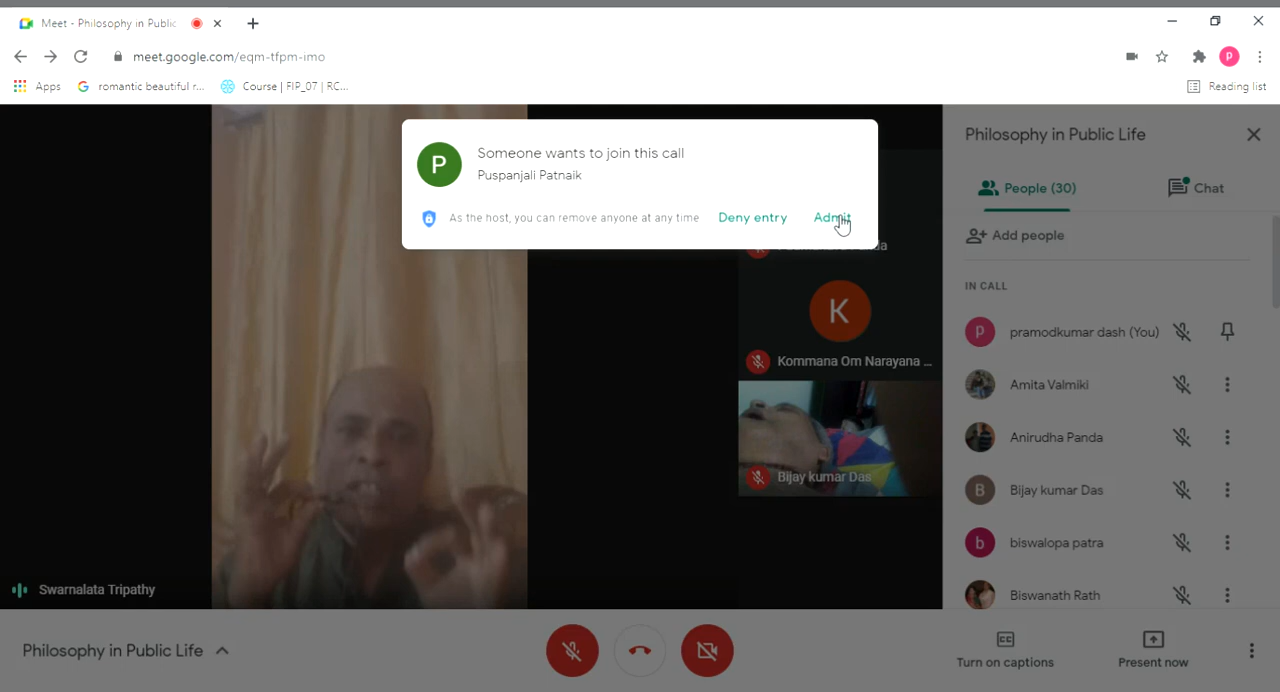 Meet - Philosophy in Public
meet.google.com/eqm-tfpm-imo
P
Apps
romantic beautiful r...
Course | FIP_07 | RC...
Reading list
P
Someone wants to join this call
Puspanjali Patnaik
As the host, you can remove anyone at any time
Deny entry
Admit
Panda
K
Kommana Om Narayana ...
Bijay kumar Das
Swarnalata Tripathy
Philosophy in Public Life
People (30)
Chat
Add people
IN CALL
p
pramodkumar dash (You)
Amita Valmiki
Anirudha Panda
B
Bijay kumar Das
b
biswalopa patra
Biswanath Rath
Philosophy in Public Life
CC
Turn on captions
Present now